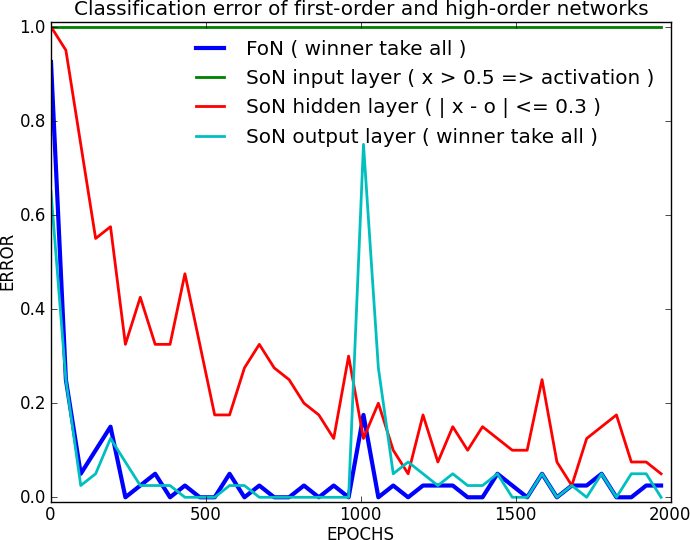 Classification error of first-order and high-order networks
1.0
0.8
0.6
0.4
0.2
0.0
ERROR
FoN ( winner take all )
SoN input layer ( x > 0.5 => activation )
SoN hidden layer ( | x - o | <= 0.3 )
SoN output layer ( winner take all )
0 500 1000 1500 2000
EPOCHS